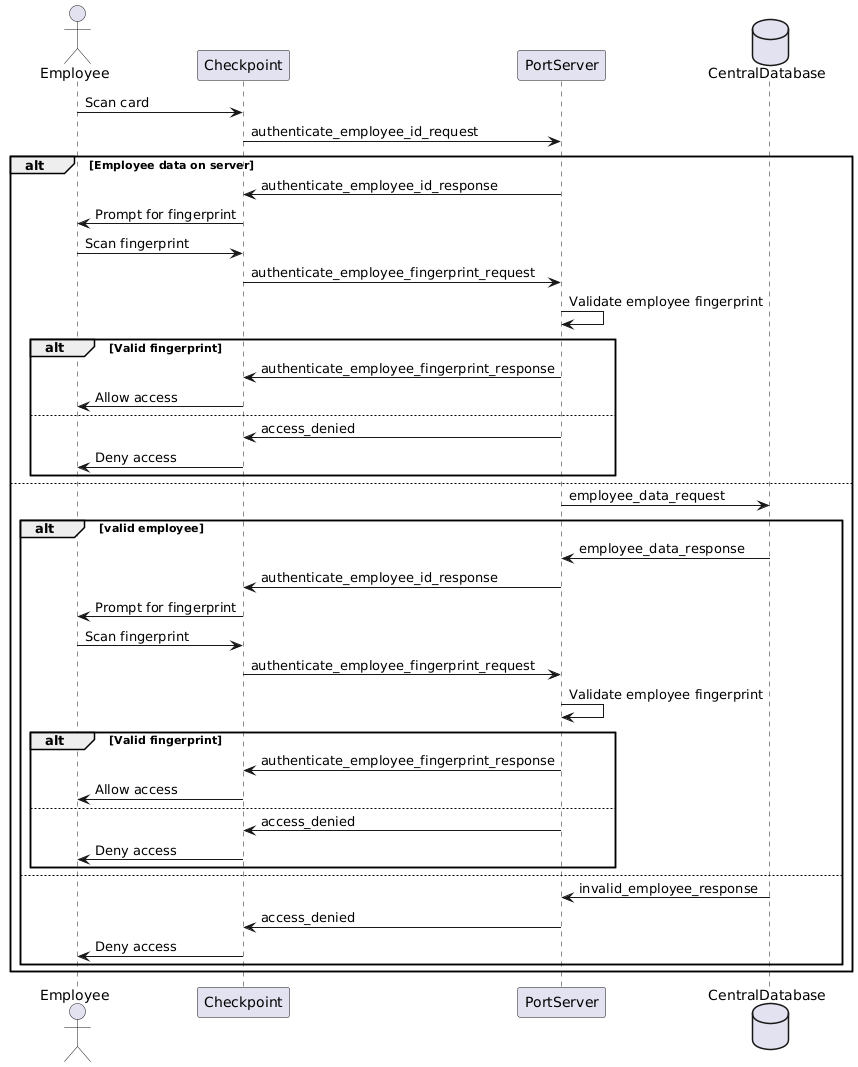 Employee
Checkpoint
PortServer
CentralDatabase
Scan card
authenticate_employee_id_request
alt
[Employee data on server]
authenticate_employee_id_response
Prompt for fingerprint
Scan fingerprint
authenticate_employee_fingerprint_request
Validate employee fingerprint
alt
[Valid fingerprint]
authenticate_employee_fingerprint_response
Allow access
access_denied
Deny access
employee_data_request
alt
[valid employee]
employee_data_response
authenticate_employee_id_response
Prompt for fingerprint
Scan fingerprint
authenticate_employee_fingerprint_request
Validate employee fingerprint
alt
[Valid fingerprint]
authenticate_employee_fingerprint_response
Allow access
access_denied
Deny access
invalid_employee_response
access_denied
Deny access
Employee
Checkpoint
PortServer
CentralDatabase